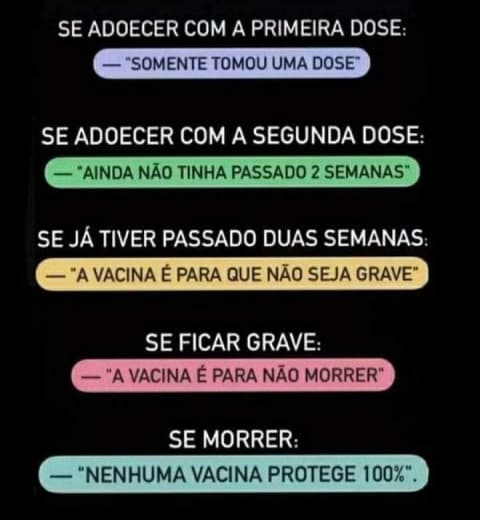 SE ADOECER COM A PRIMEIRA DOSE:
— "SOMENTE TOMOU UMA DOSE"
SE ADOECER COM A SEGUNDA DOSE:
— "AINDA NÃO TINHA PASSADO 2 SEMANAS"
SE JÁ TIVER PASSADO DUAS SEMANAS:
— "A VACINA É PARA QUE NÃO SEJA GRAVE"
SE FICAR GRAVE:
— "A VACINA É PARA NÃO MORRER"
SE MORRER:
— "NENHUMA VACINA PROTEGE 100%".